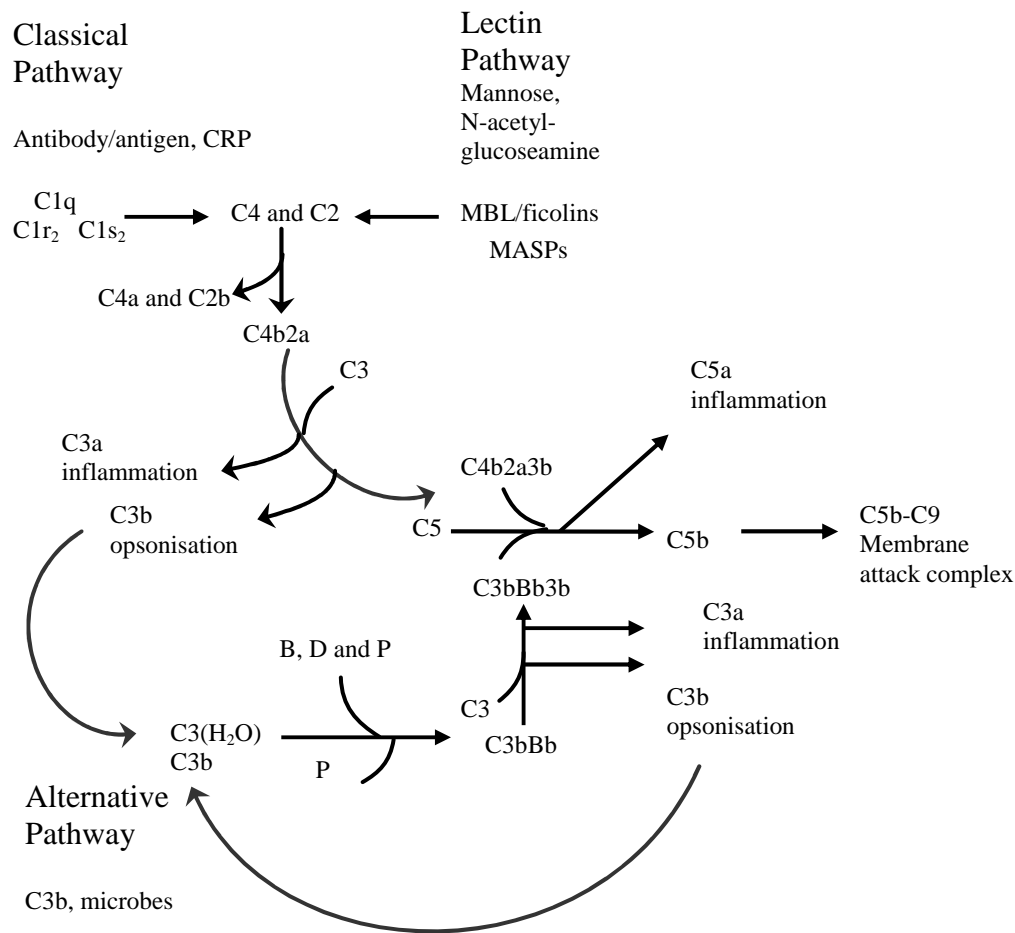 Classical
Pathway
Lectin
Pathway
Mannose,
N-acetyl-
glucoseamine
Antibody/antigen, CRP
C1q
C1r₂ C1s₂
C4 and C2
MBL/ficolins
MASPs
C4a and C2b
C4b2a
C3
C5a
inflammation
C3a
inflammation
C4b2a3b
C3b
opsonisation
C5
C5b
C5b-C9
Membrane
attack complex
C3bBb3b
C3a
inflammation
B, D and P
C3
C3b
opsonisation
C3(H₂O)
C3b
C3bBb
P
Alternative
Pathway
C3b, microbes